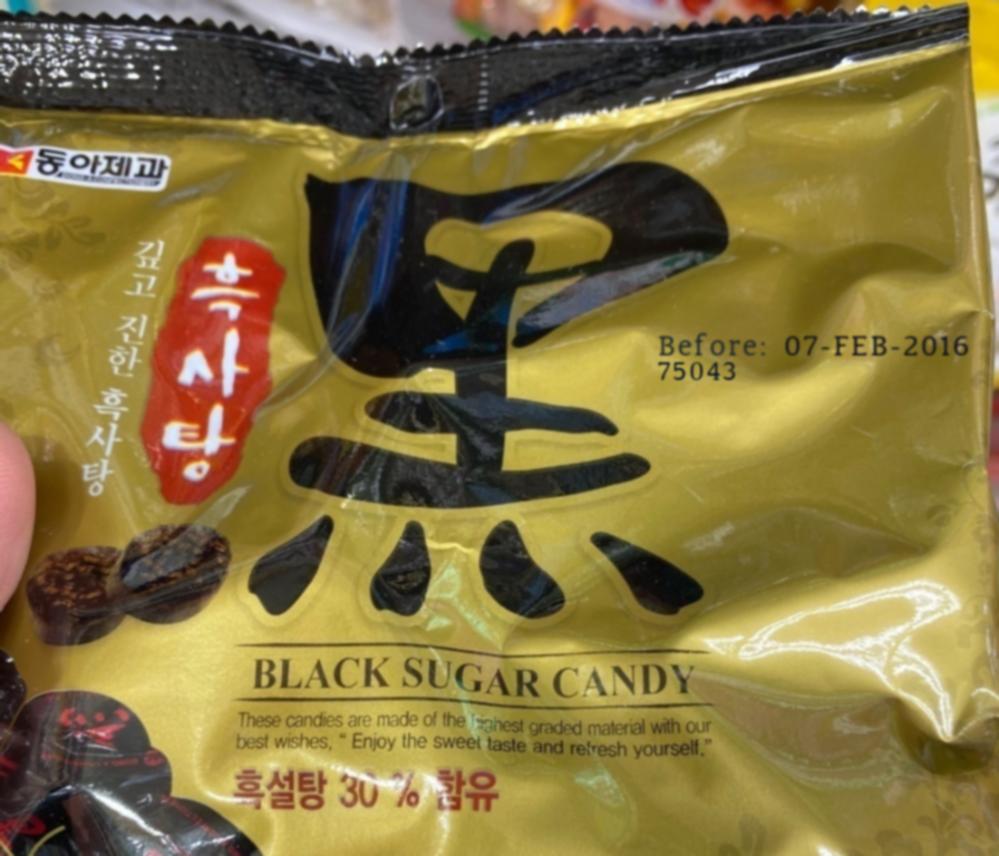 동아제과
깊고 진한 흑사탕
흑사탕
黑
Before: 07-FEB-2016
75043
BLACK SUGAR CANDY
These candies are made of the highest graded material with our
best wishes, “ Enjoy the sweet taste and refresh yourself.”
흑설탕 30 % 함유